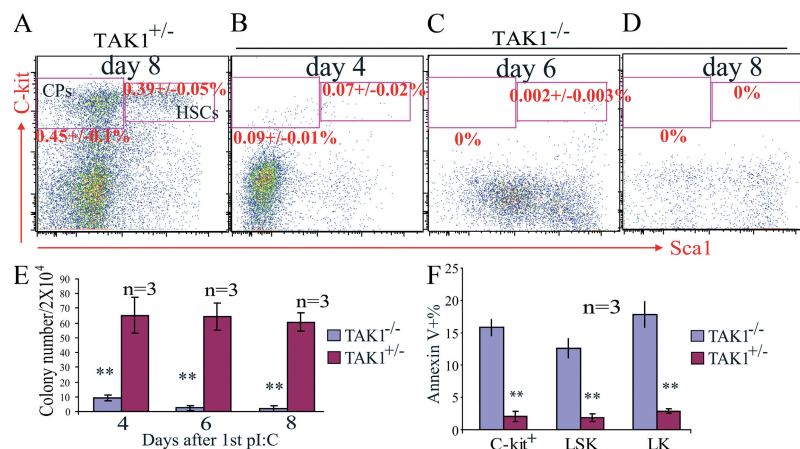 A B C D
TAK1+/- TAK1-/-
day 8 day 4 day 6 day 8
C-kit
CPs 0.39+/-0.05% 0.07+/-0.02% 0.002+/-0.003% 0%
HSCs
0.45+/-0.1% 0.09+/-0.01% 0% 0%
Sca1
E
Colony number/2X10^4
90
80
70
60
50
40
30
20
10
0
n=3 n=3 n=3
** ** **
TAK1-/-
TAK1+/-
4 6 8
Days after 1st pI:C
F
Annexin V+%
25
20
15
10
5
0
n=3
** ** **
TAK1-/-
TAK1+/-
C-kit+ LSK LK